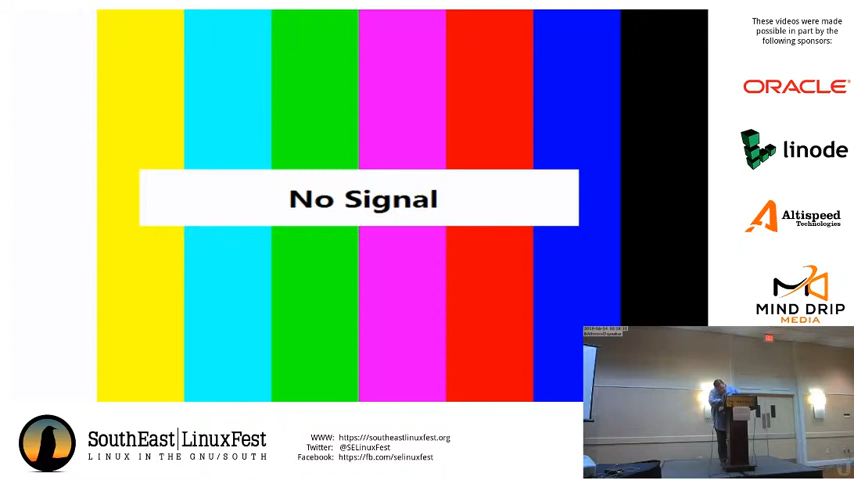 These videos were made
possible in part by the
following sponsors:
ORACLE
linode
Altispeed
Technologies
MIND DRIP
MEDIA
No Signal
SouthEast|LinuxFest
LINUX IN THE GNU/SOUTH
WWW: https://southeastlinuxfest.org
Twitter: @SELinuxFest
Facebook: https://fb.com/selinuxfest